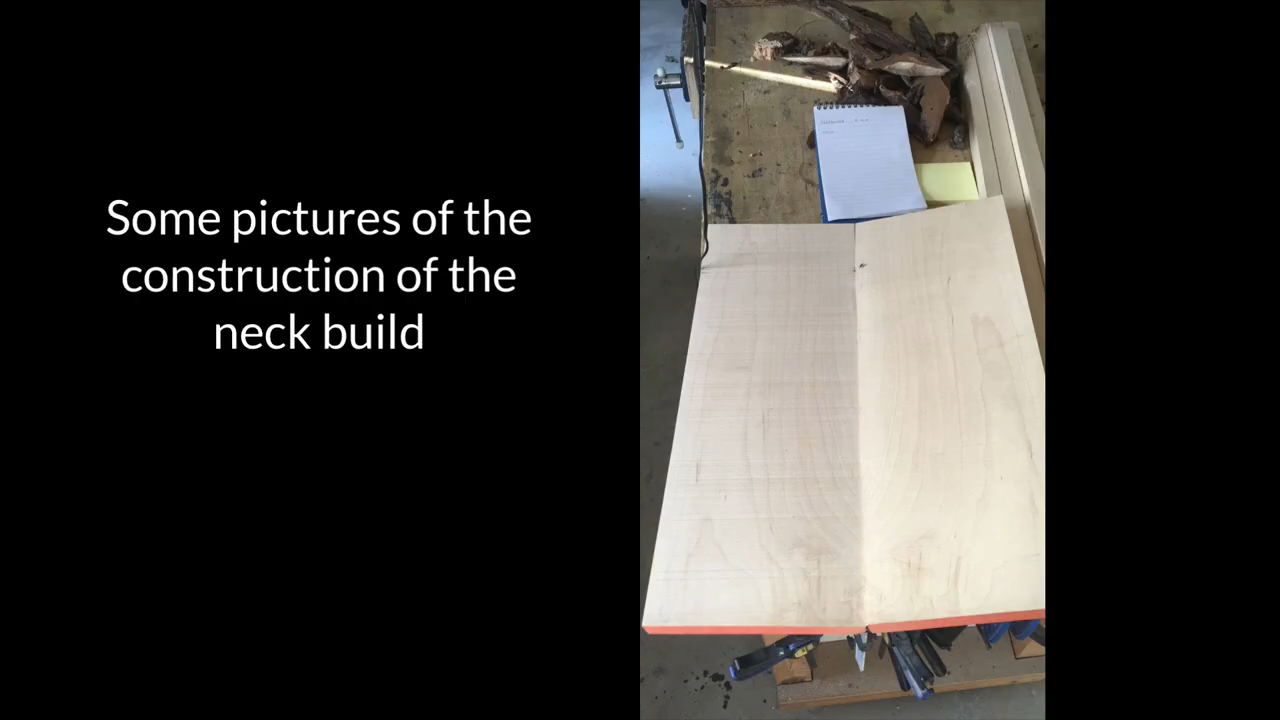 Some pictures of the
construction of the
neck build